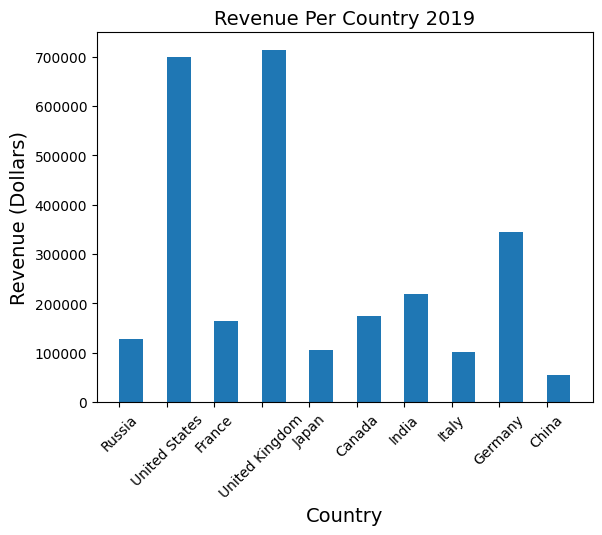 Revenue Per Country 2019
Revenue (Dollars)
700000
600000
500000
400000
300000
200000
100000
0
Russia
United States
France
United Kingdom
Japan
Canada
India
Italy
Germany
China
Country